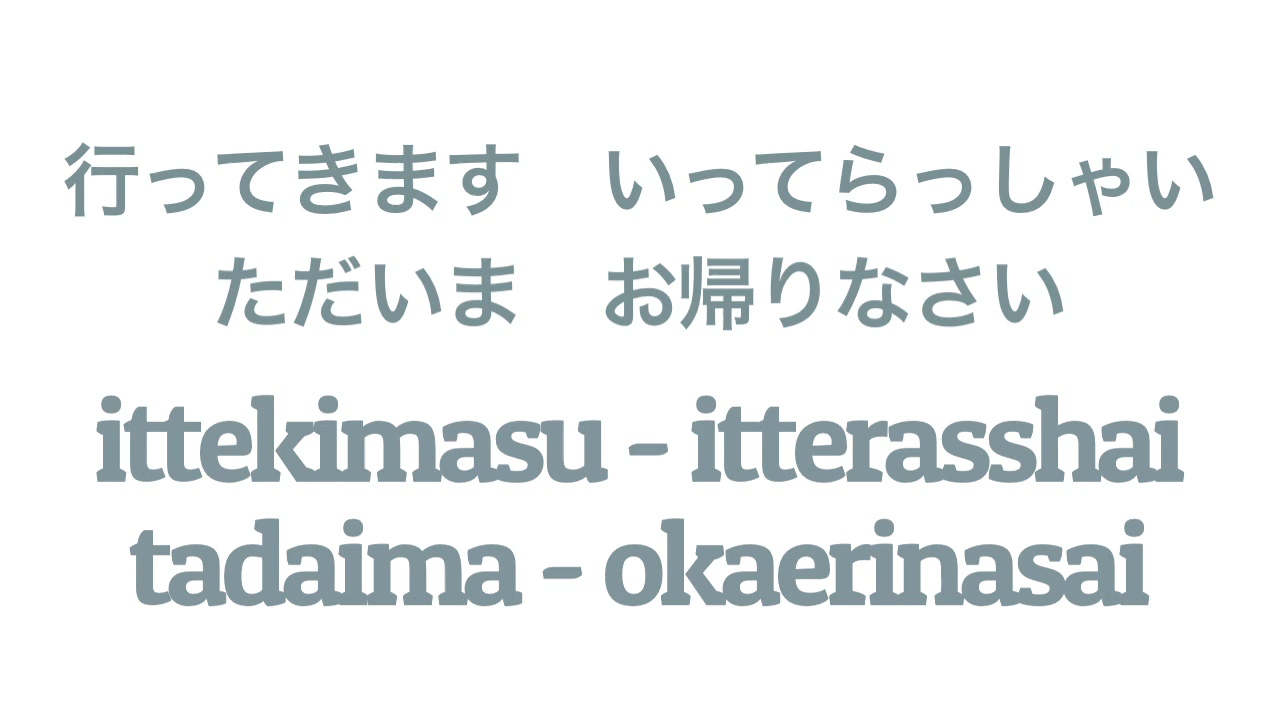 行ってきます　いってらっしゃい
ただいま　お帰りなさい
ittekimasu - itterasshai
tadaima - okaerinasai